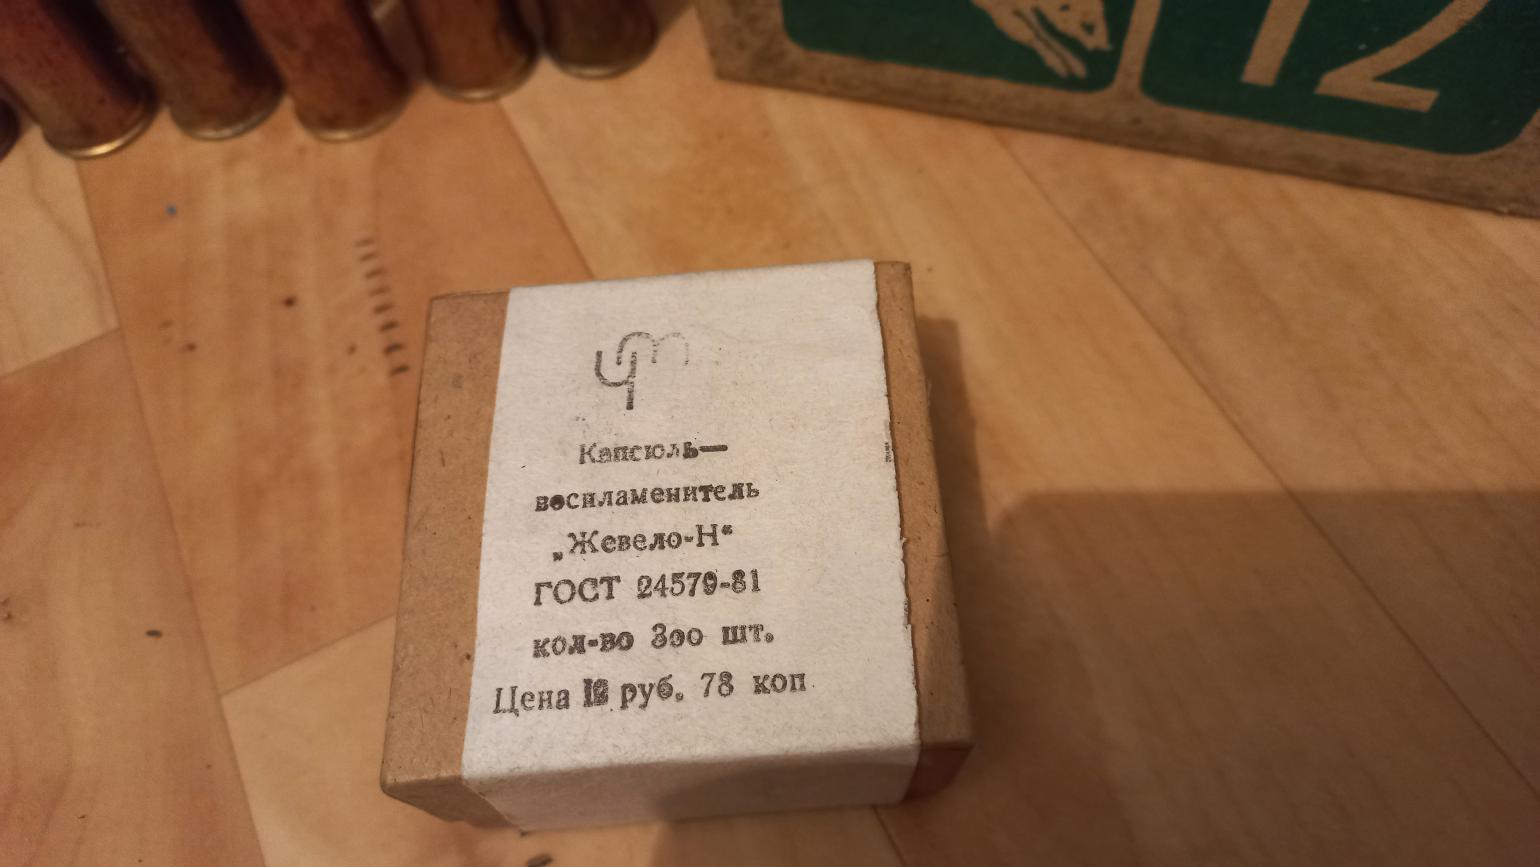 12
Капсюль—
воспламенитель
„Жевело-Н“
ГОСТ 24579-81
кол-во 300 шт.
Цена руб. 78 коп